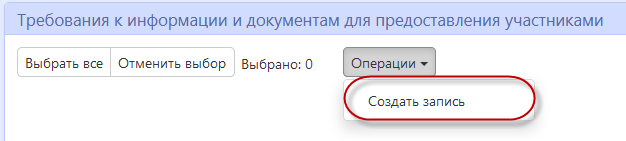 Требования к информации и документам для предоставления участниками
Выбрать все Отменить выбор Выбрано: 0 Операции
Создать запись